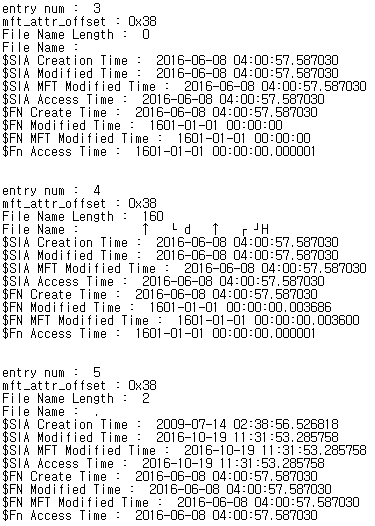 entry num :  3
mft_attr_offset : 0x38
File Name Length :  0
File Name :
$SIA Creation Time :  2016-06-08 04:00:57.587030
$SIA Modified Time :  2016-06-08 04:00:57.587030
$SIA MFT Modified Time :  2016-06-08 04:00:57.587030
$SIA Access Time :  2016-06-08 04:00:57.587030
$FN Create Time :  2016-06-08 04:00:57.587030
$FN Modified Time :  1601-01-01 00:00:00
$FN MFT Modified Time :  1601-01-01 00:00:00
$Fn Access Time :  1601-01-01 00:00:00.000001
entry num :  4
mft_attr_offset : 0x38
File Name Length :  160
File Name :        ↑   └ d   ↑   ┌ ┘H
$SIA Creation Time :  2016-06-08 04:00:57.587030
$SIA Modified Time :  2016-06-08 04:00:57.587030
$SIA MFT Modified Time :  2016-06-08 04:00:57.587030
$SIA Access Time :  2016-06-08 04:00:57.587030
$FN Create Time :  2016-06-08 04:00:57.587030
$FN Modified Time :  1601-01-01 00:00:00.003686
$FN MFT Modified Time :  1601-01-01 00:00:00.003600
$Fn Access Time :  1601-01-01 00:00:00.000001
entry num :  5
mft_attr_offset : 0x38
File Name Length :  2
File Name :  .
$SIA Creation Time :  2009-07-14 02:38:56.526818
$SIA Modified Time :  2016-10-19 11:31:53.285758
$SIA MFT Modified Time :  2016-10-19 11:31:53.285758
$SIA Access Time :  2016-10-19 11:31:53.285758
$FN Create Time :  2016-06-08 04:00:57.587030
$FN Modified Time :  2016-06-08 04:00:57.587030
$FN MFT Modified Time :  2016-06-08 04:00:57.587030
$Fn Access Time :  2016-06-08 04:00:57.587030